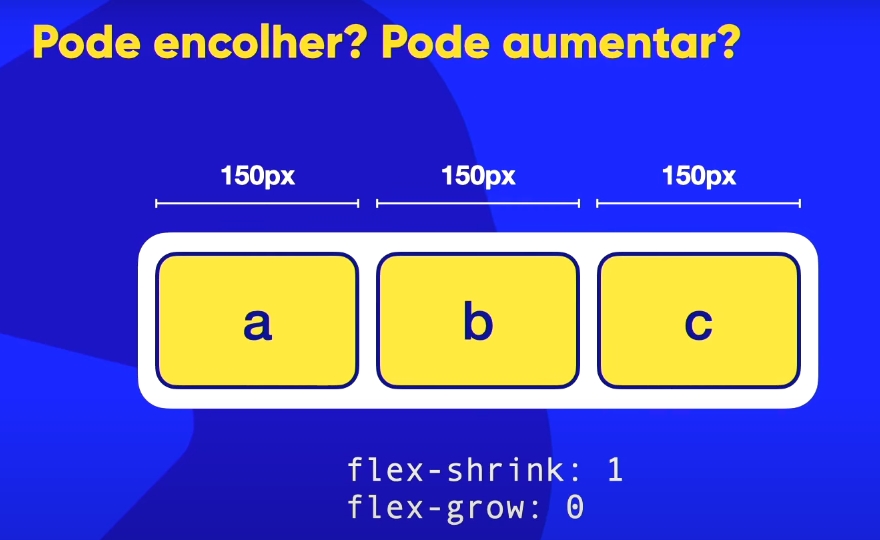 Pode encolher? Pode aumentar?
150px 150px 150px
a b c
flex-shrink: 1
flex-grow: 0